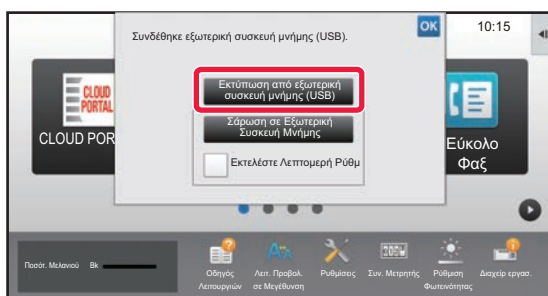 Συνδέθηκε εξωτερική συσκευή μνήμης (USB).
OK
10:15
Εκτύπωση από εξωτερική
συσκευή μνήμης (USB)
Σάρωση σε Εξωτερική
Συσκευή Μνήμης
Εκτελέστε Λεπτομερή Ρύθμ
CLOUD
PORTAL
CLOUD POR
Εύκολο
Φαξ
Ποσότ. Μελανιού Bk
Οδηγός
Λειτουργιών
Λειτ. Προβολ.
σε Μεγέθυνση
Ρυθμίσεις
Συν. Μετρητής
Ρύθμιση
Φωτεινότητας
Διαχείρ εργασ.